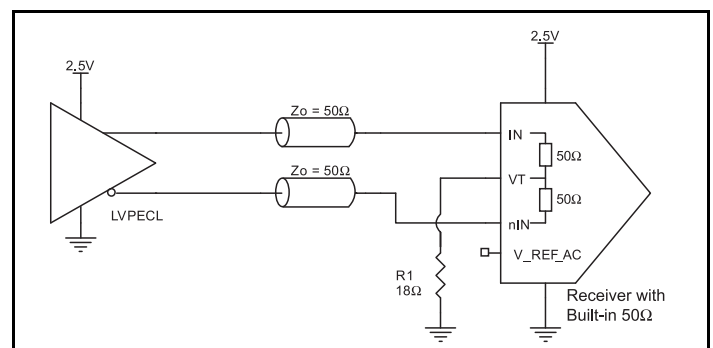 2.5V
2.5V
Zo = 50Ω
IN
50Ω
Zo = 50Ω
VT
50Ω
LVPECL
nIN
V_REF_AC
R1
18Ω
Receiver with
Built-in 50Ω